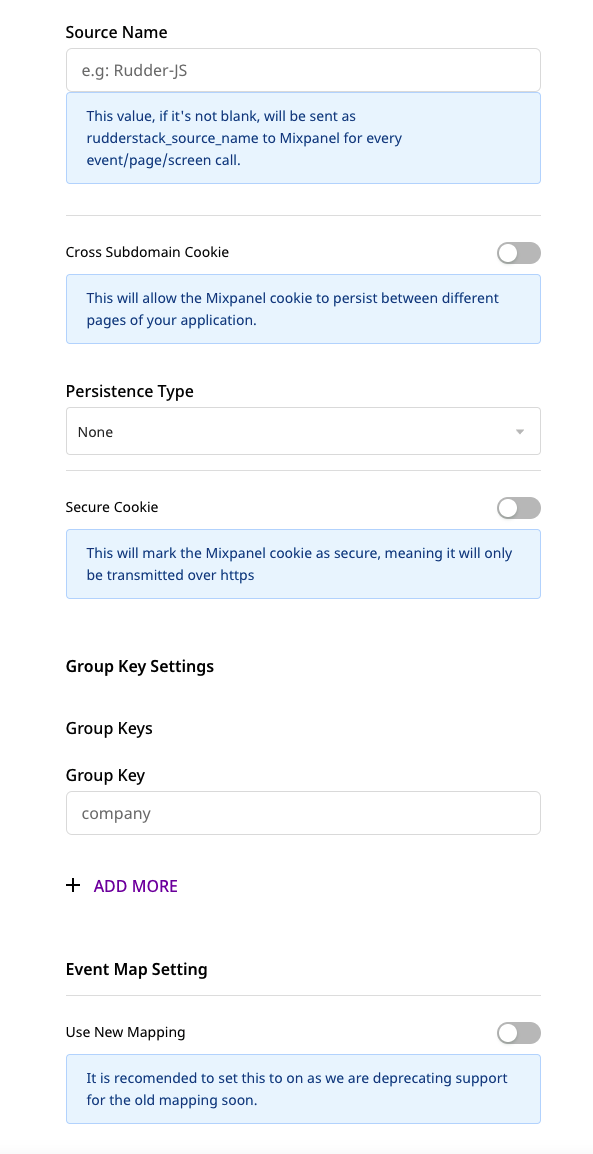 Source Name
e.g: Rudder-JS
This value, if it's not blank, will be sent as
rudderstack_source_name to Mixpanel for every
event/page/screen call.
Cross Subdomain Cookie
This will allow the Mixpanel cookie to persist between different
pages of your application.
Persistence Type
None
Secure Cookie
This will mark the Mixpanel cookie as secure, meaning it will only
be transmitted over https
Group Key Settings
Group Keys
Group Key
company
+ ADD MORE
Event Map Setting
Use New Mapping
It is recomended to set this to on as we are deprecating support
for the old mapping soon.